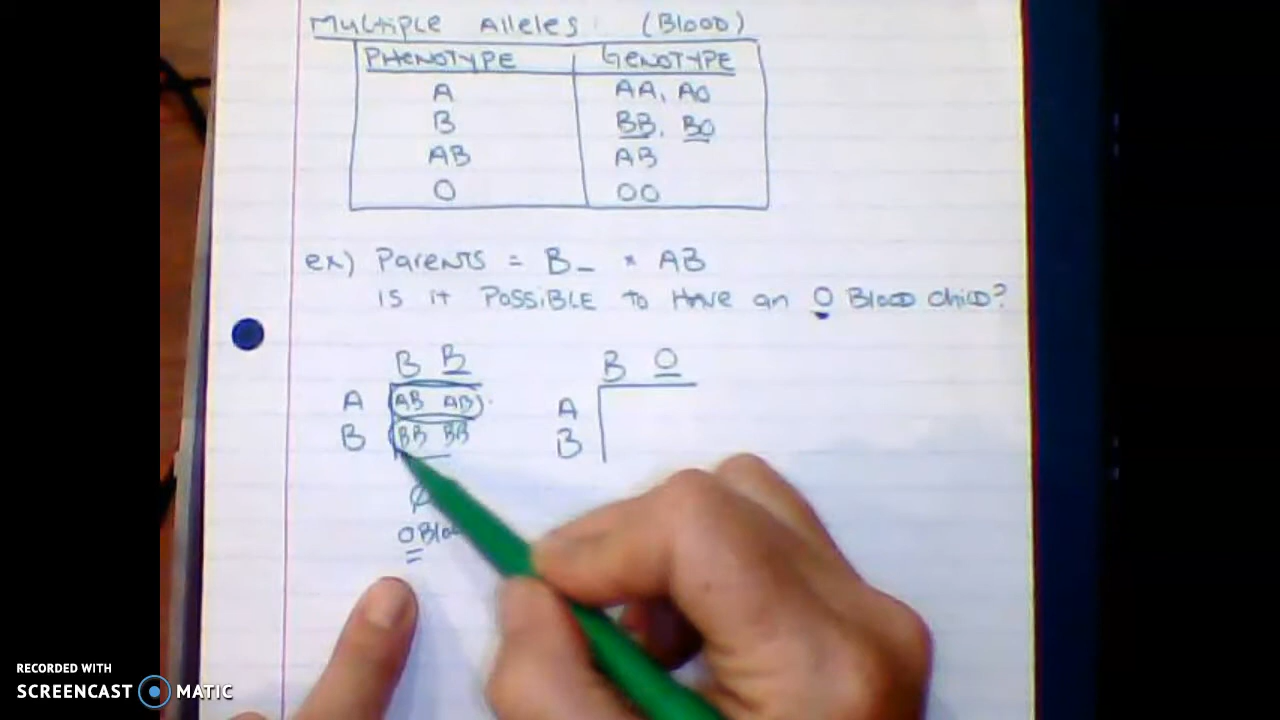 Multiple Alleles: (Blood)
PHENOTYPE GENOTYPE
A AA, AO
B BB, BO
AB AB
O OO
ex) Parents = B_ × AB
Is it Possible to Have an O Blood Child?
B B B O
A AB AB A
B BB BB B
Ø
O
RECORDED WITH
SCREENCAST MATIC